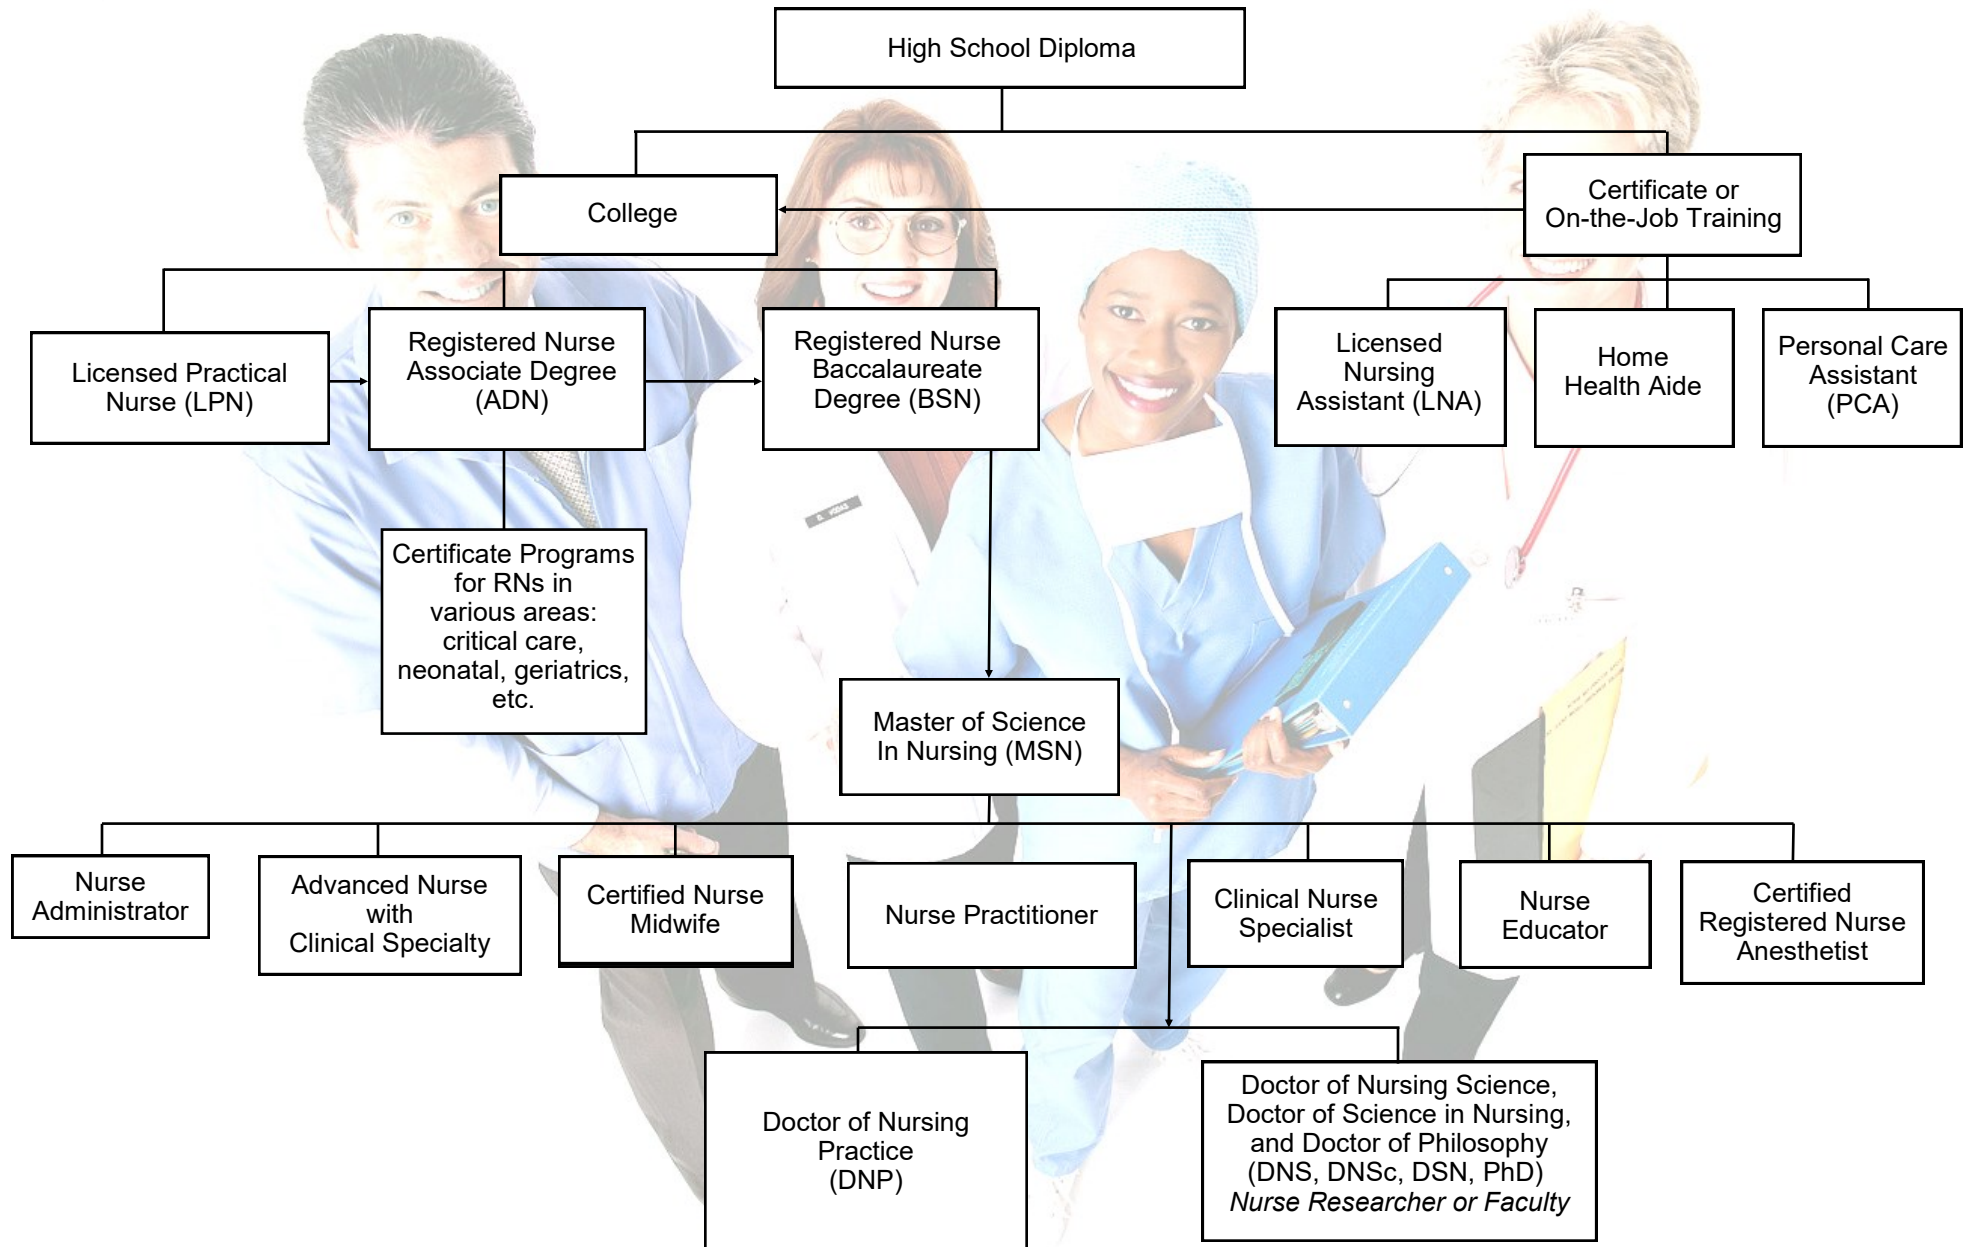 High School Diploma
College
Certificate or
On-the-Job Training
Licensed Practical
Nurse (LPN)
Registered Nurse
Associate Degree
(ADN)
Registered Nurse
Baccalaureate
Degree (BSN)
Licensed
Nursing
Assistant (LNA)
Home
Health Aide
Personal Care
Assistant
(PCA)
Certificate Programs
for RNs in
various areas:
critical care,
neonatal, geriatrics,
etc.
Master of Science
In Nursing (MSN)
Nurse
Administrator
Advanced Nurse
with
Clinical Specialty
Certified Nurse
Midwife
Nurse Practitioner
Clinical Nurse
Specialist
Nurse
Educator
Certified
Registered Nurse
Anesthetist
Doctor of Nursing
Practice
(DNP)
Doctor of Nursing Science,
Doctor of Science in Nursing,
and Doctor of Philosophy
(DNS, DNSc, DSN, PhD)
Nurse Researcher or Faculty